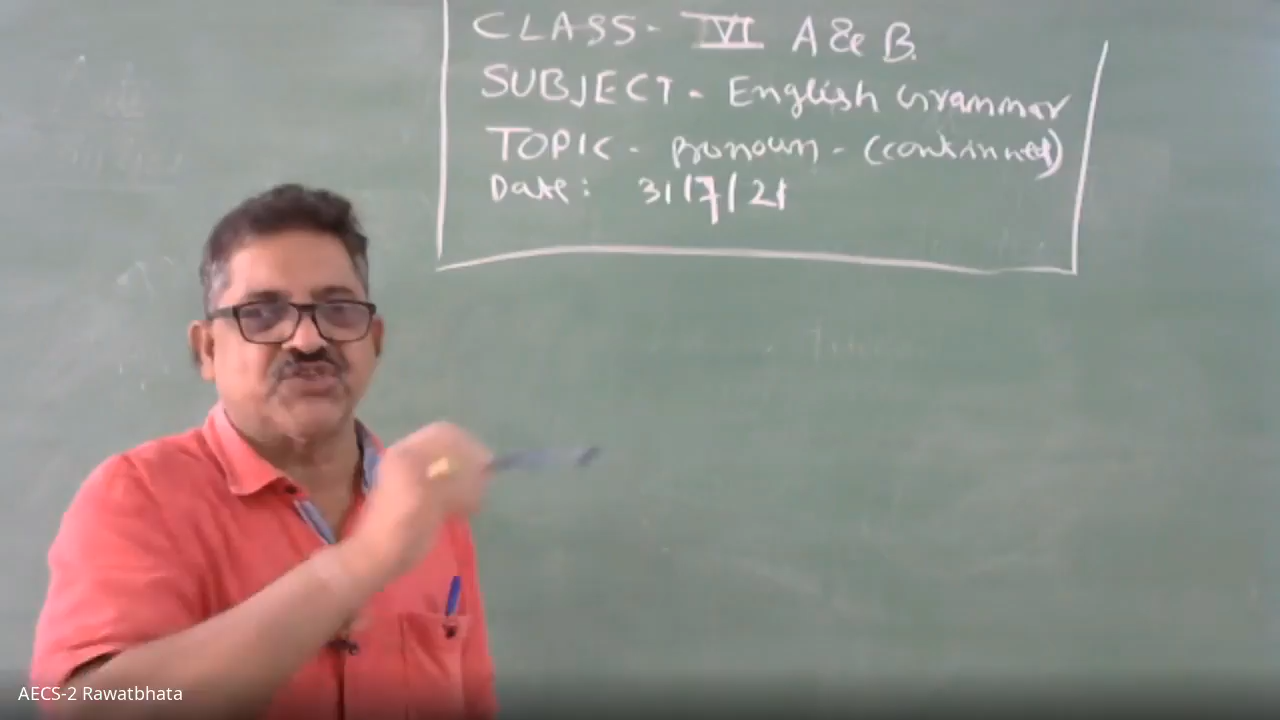 CLASS- VI A & B.
SUBJECT - English Grammar
TOPIC - Pronoun - (continued)
Date: 31/7/21
AECS-2 Rawatbhata